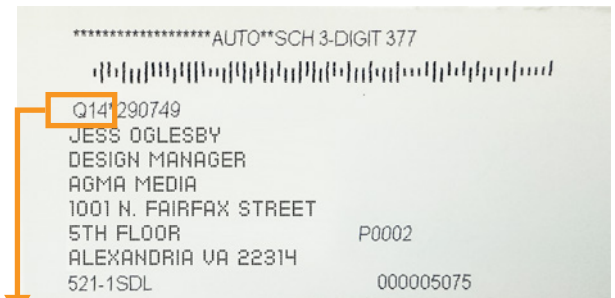 *******************AUTO**SCH 3-DIGIT 377
Q14*290749
JESS OGLESBY
DESIGN MANAGER
AGMA MEDIA
1001 N. FAIRFAX STREET
5TH FLOOR P0002
ALEXANDRIA VA 22314
521-1SDL 000005075